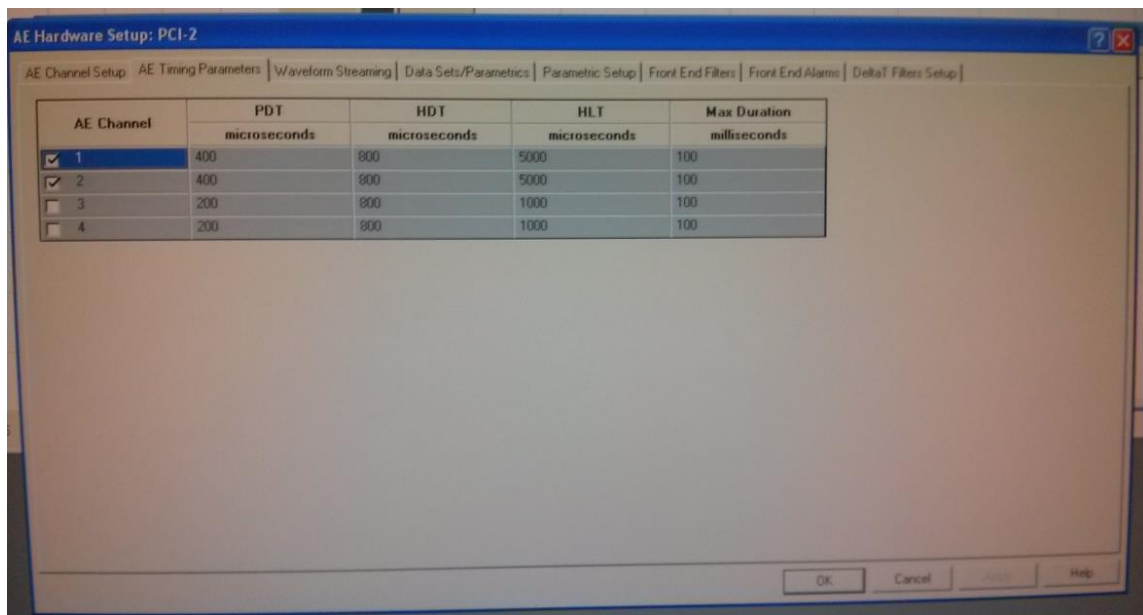 AE Hardware Setup: PCI-2
AE Channel Setup AE Timing Parameters Waveform Streaming Data Sets/Parametrics Parametric Setup Front End Filters Front End Alarms DeltaT Filters Setup
AE Channel PDT HDT HLT Max Duration
microseconds microseconds microseconds milliseconds
1 400 800 5000 100
2 400 800 5000 100
3 200 800 1000 100
4 200 800 1000 100
OK Cancel Apply Help